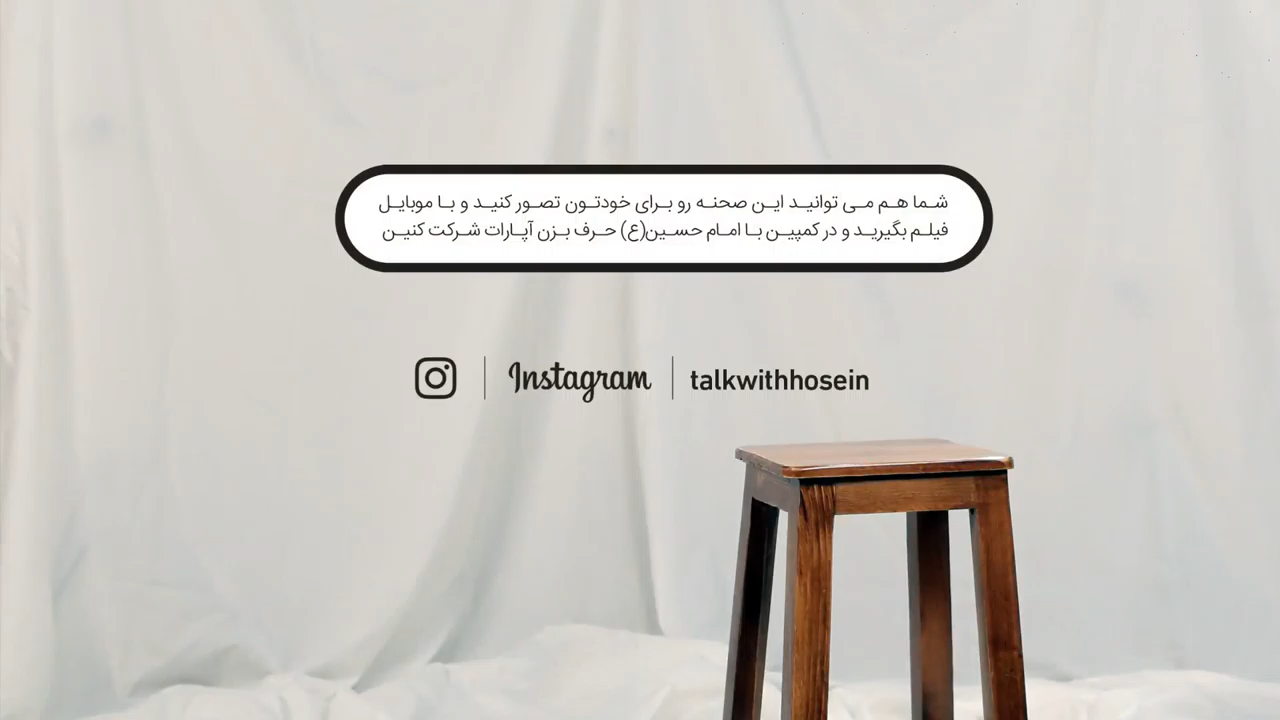 شما هم می توانید این صحنه رو برای خودتون تصور کنید و با موبایل
فیلم بگیرید و در کمپین با امام حسین(ع) حرف بزن آپارات شرکت کنین
Instagram | talkwithhosein